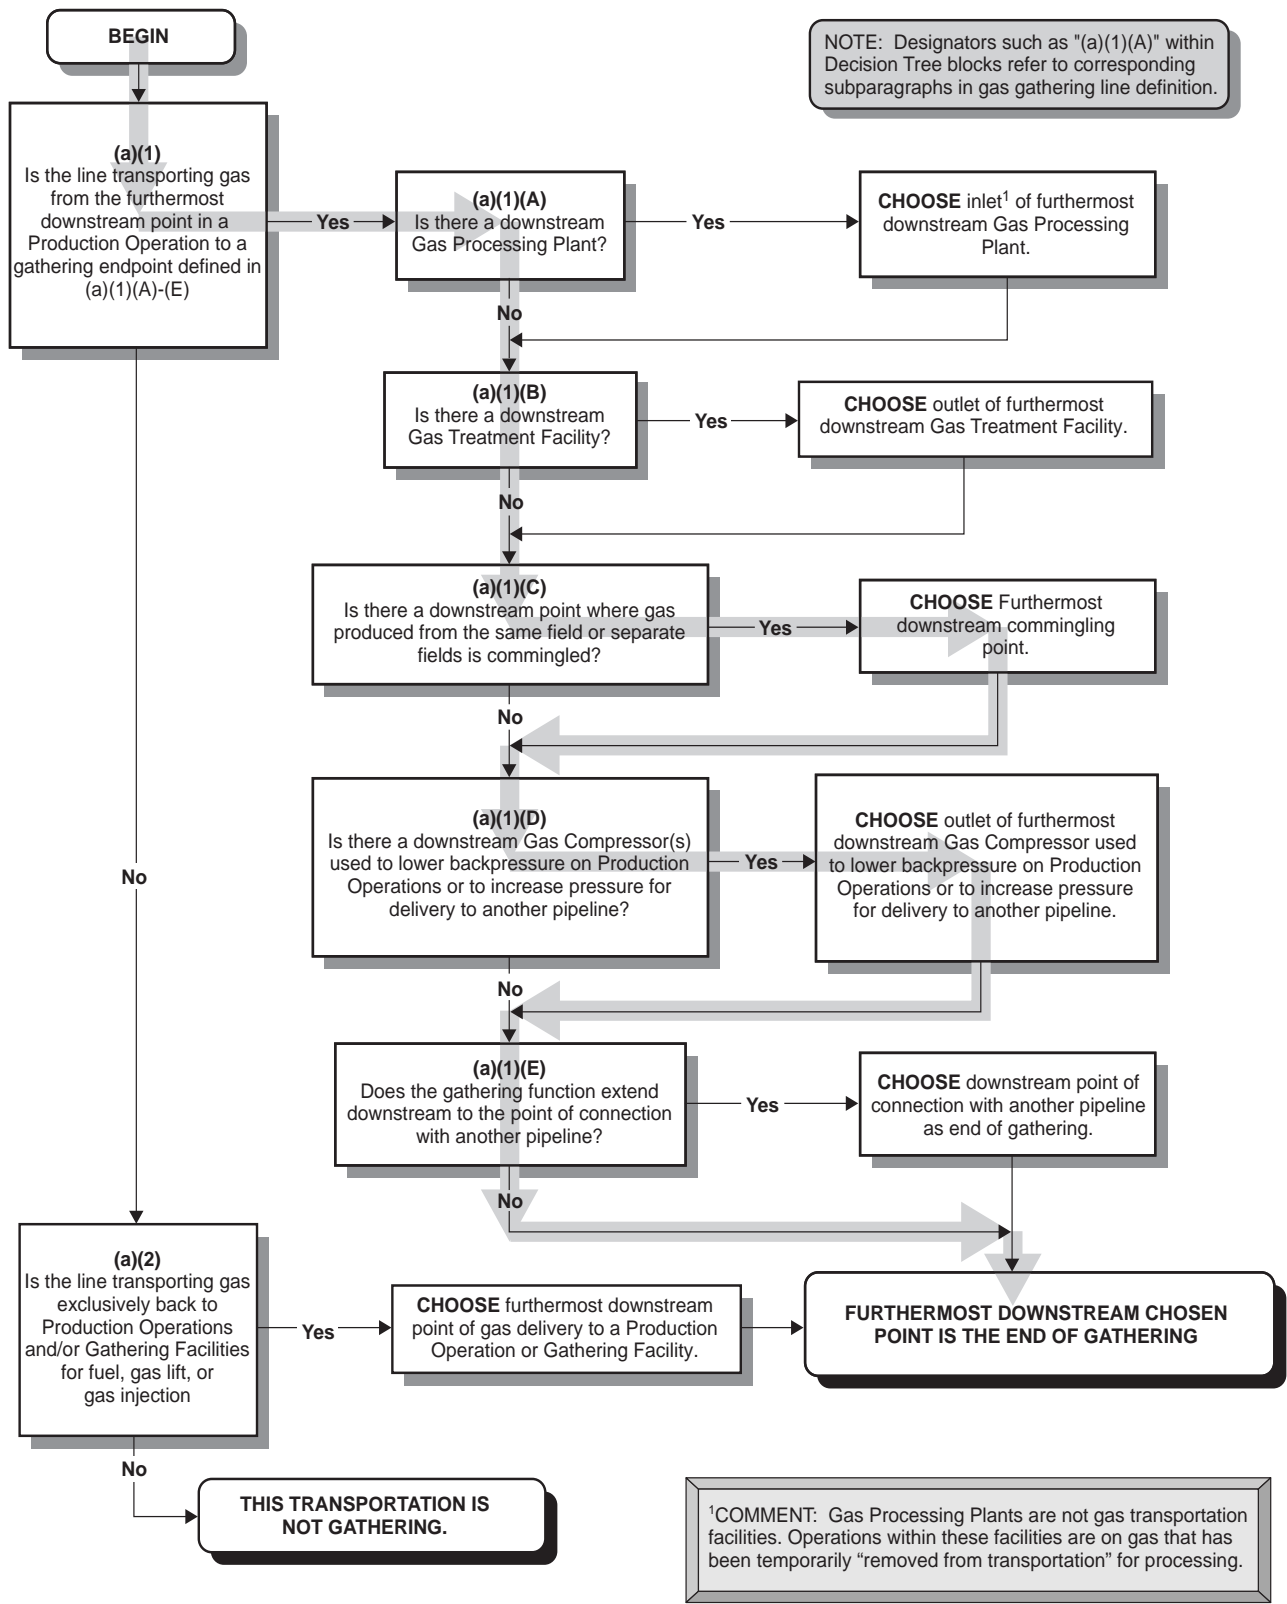 BEGIN
NOTE: Designators such as "(a)(1)(A)" within
Decision Tree blocks refer to corresponding
subparagraphs in gas gathering line definition.
(a)(1)
Is the line transporting gas
from the furthermost
downstream point in a
Production Operation to a
gathering endpoint defined in
(a)(1)(A)-(E)
Yes
(a)(1)(A)
Is there a downstream
Gas Processing Plant?
Yes
CHOOSE inlet1 of furthermost
downstream Gas Processing
Plant.
No
(a)(1)(B)
Is there a downstream
Gas Treatment Facility?
Yes
CHOOSE outlet of furthermost
downstream Gas Treatment Facility.
No
(a)(1)(C)
Is there a downstream point where gas
produced from the same field or separate
fields is commingled?
Yes
CHOOSE Furthermost
downstream commingling
point.
No
(a)(1)(D)
Is there a downstream Gas Compressor(s)
used to lower backpressure on Production
Operations or to increase pressure for
delivery to another pipeline?
Yes
CHOOSE outlet of furthermost
downstream Gas Compressor used
to lower backpressure on Production
Operations or to increase pressure
for delivery to another pipeline.
No
No
(a)(1)(E)
Does the gathering function extend
downstream to the point of connection
with another pipeline?
Yes
CHOOSE downstream point of
connection with another pipeline
as end of gathering.
No
(a)(2)
Is the line transporting gas
exclusively back to
Production Operations
and/or Gathering Facilities
for fuel, gas lift, or
gas injection
Yes
CHOOSE furthermost downstream
point of gas delivery to a Production
Operation or Gathering Facility.
FURTHERMOST DOWNSTREAM CHOSEN
POINT IS THE END OF GATHERING
No
THIS TRANSPORTATION IS
NOT GATHERING.
1COMMENT: Gas Processing Plants are not gas transportation
facilities. Operations within these facilities are on gas that has
been temporarily “removed from transportation” for processing.